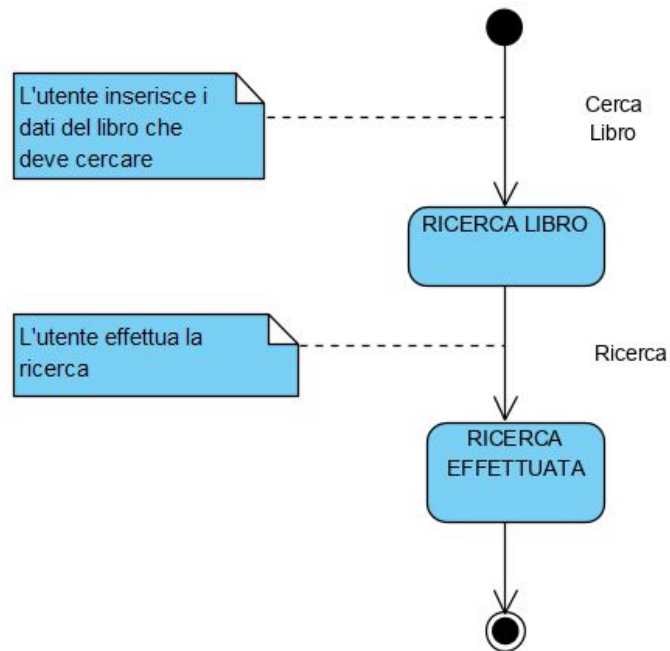 L'utente inserisce i
dati del libro che
deve cercare
Cerca
Libro
RICERCA LIBRO
L'utente effettua la
ricerca
Ricerca
RICERCA
EFFETTUATA